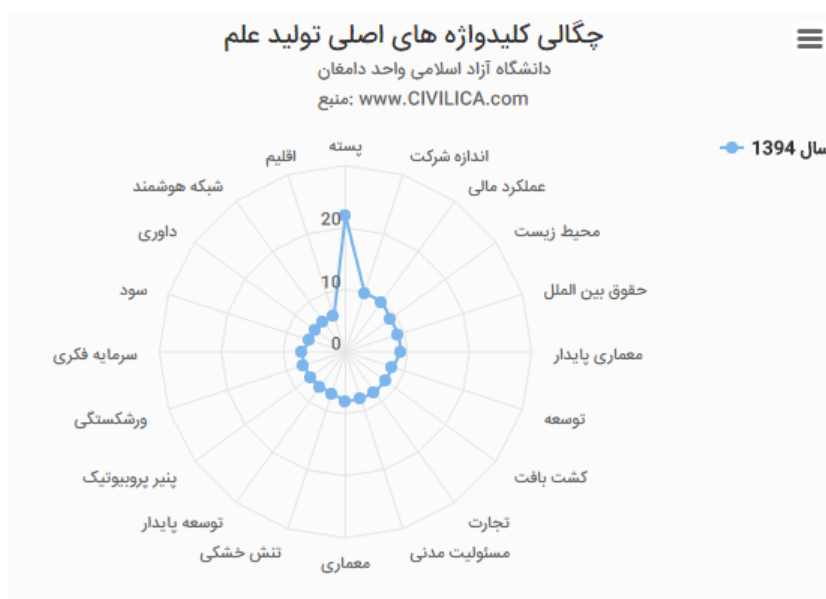 چگالی کلیدواژه های اصلی تولید علم
دانشگاه آزاد اسلامی واحد دامغان
منبع: www.CIVILICA.com
سال 1394
پسته
اندازه شرکت
عملکرد مالی
محیط زیست
حقوق بین الملل
معماری پایدار
توسعه
کشت بافت
تجارت
مسئولیت مدنی
معماری
تنش خشکی
توسعه پایدار
پنیر پروبیوتیک
ورشکستگی
سرمایه فکری
سود
داوری
شبکه هوشمند
اقلیم
20
10
0